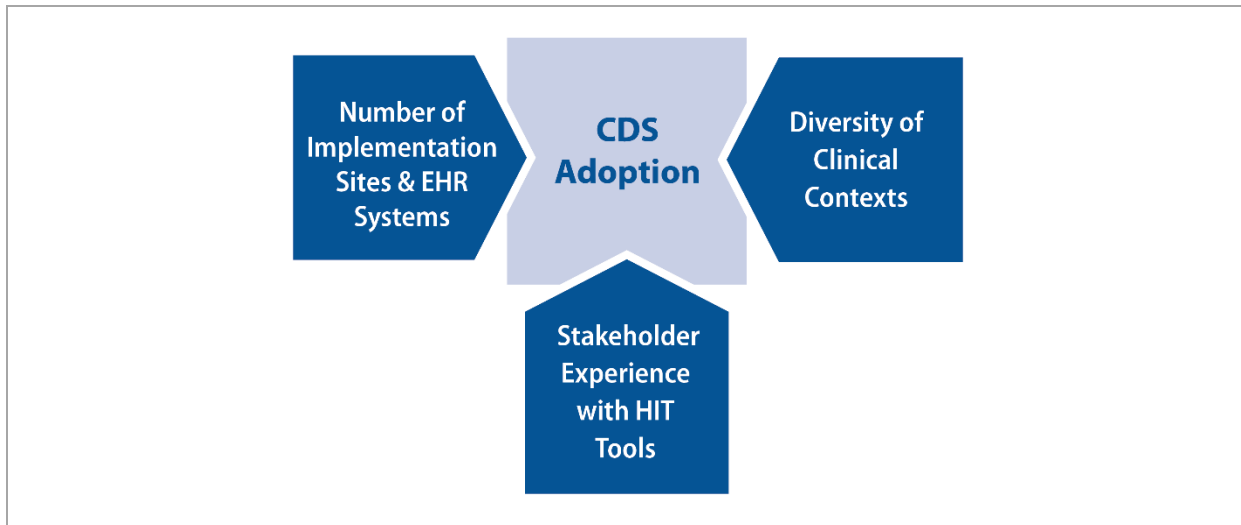 Number of
Implementation
Sites & EHR
Systems
CDS
Adoption
Diversity of
Clinical
Contexts
Stakeholder
Experience
with HIT
Tools